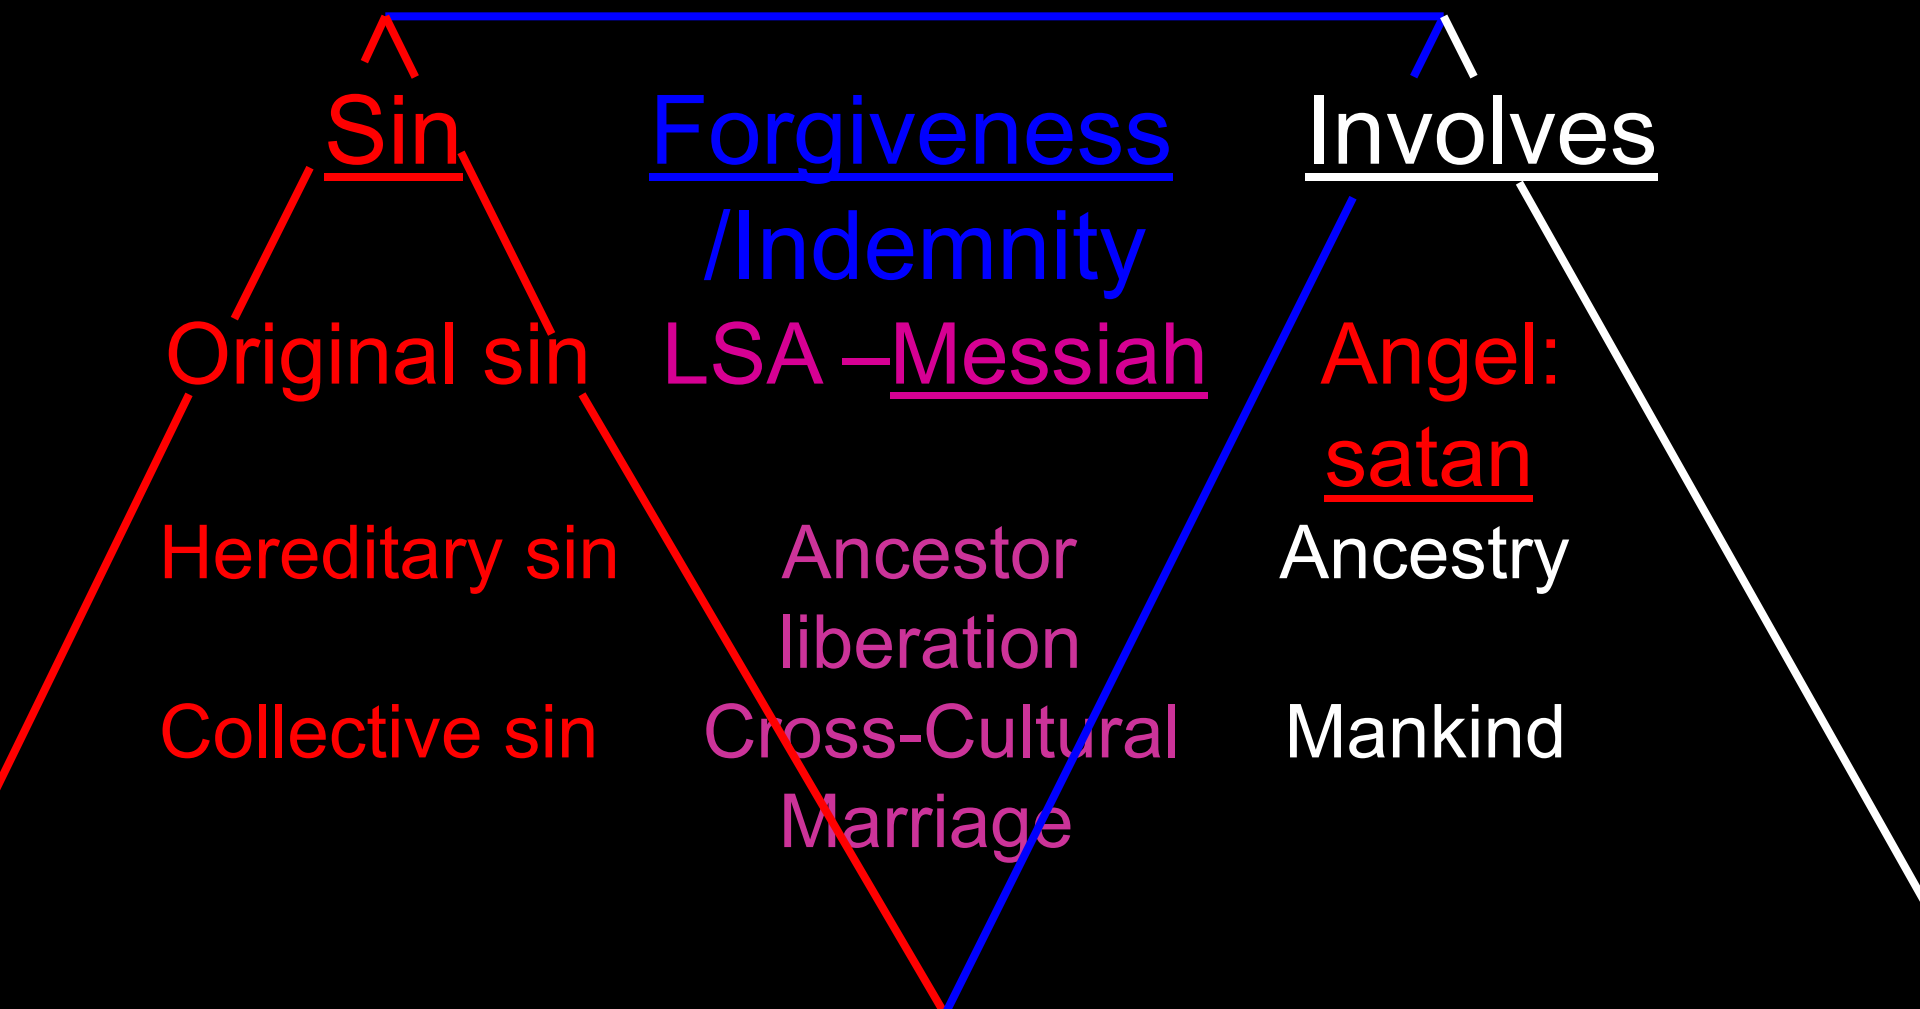 Sin Forgiveness Involves
/Indemnity
Original sin LSA –Messiah Angel:
satan
Hereditary sin Ancestor Ancestry
liberation
Collective sin Cross-Cultural Mankind
Marriage